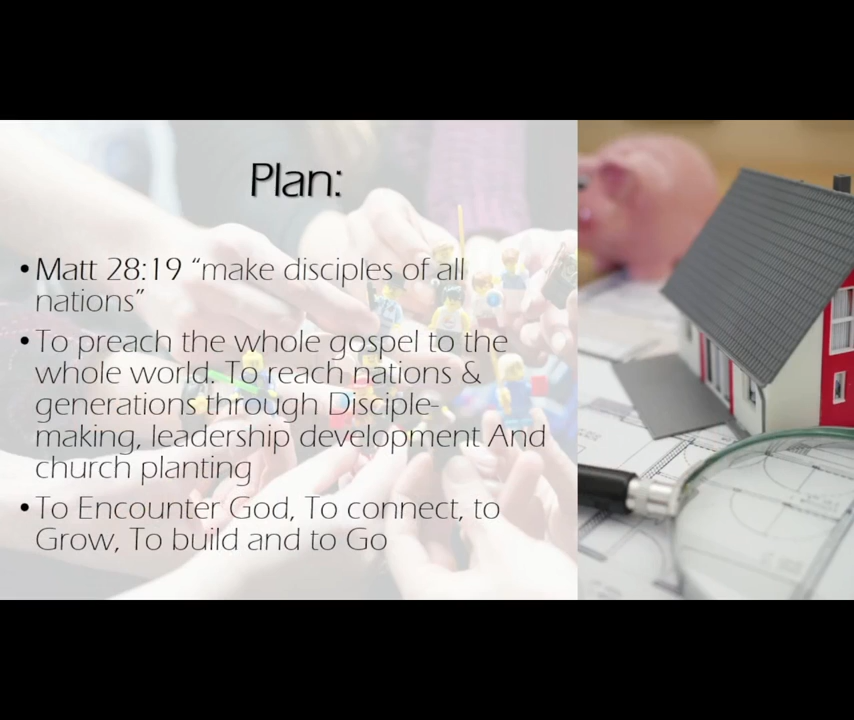 Plan:
•Matt 28:19 “make disciples of all
nations”
•To preach the whole gospel to the
whole world. To reach nations &
generations through Disciple-
making, leadership development And
church planting
•To Encounter God, To connect, to
Grow, To build and to Go